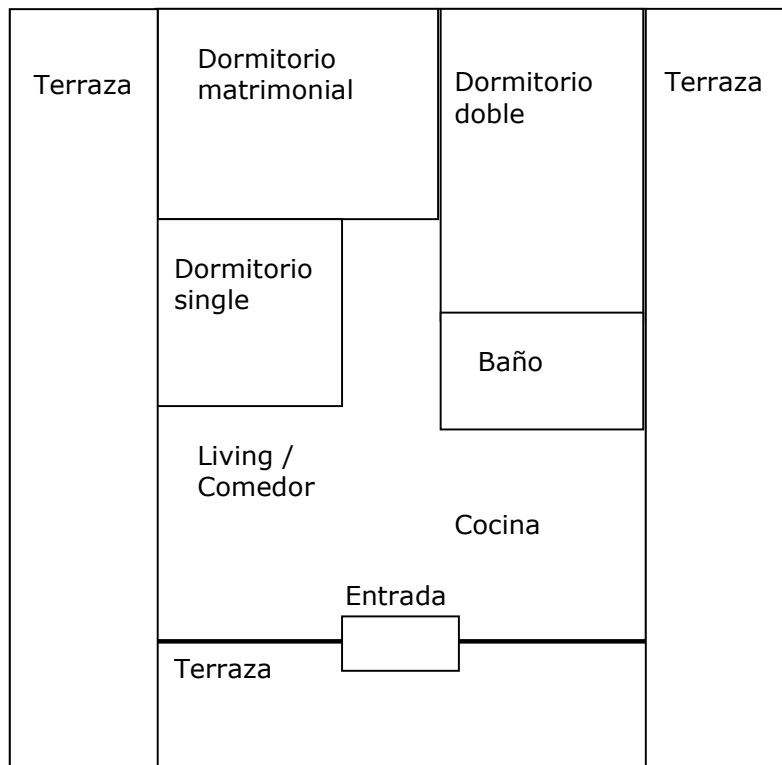 Terraza
Dormitorio
matrimonial
Dormitorio
doble
Terraza
Dormitorio
single
Baño
Living /
Comedor
Cocina
Entrada
Terraza